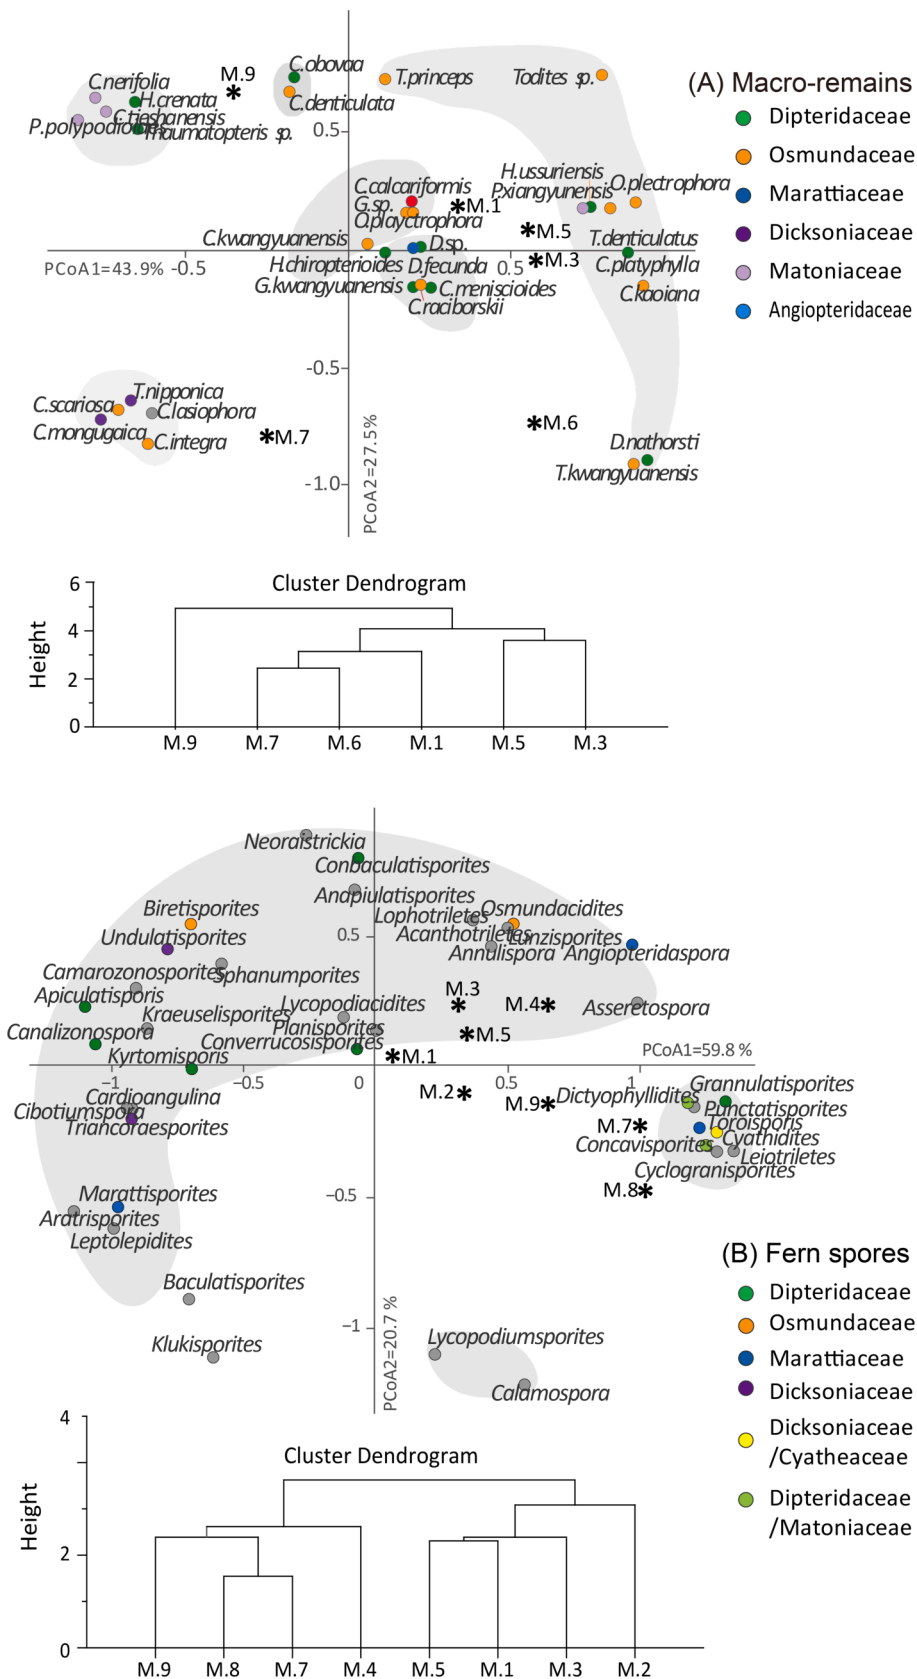 C.obovaa
C.nerifolia
M.9
T.princeps
Todites sp.
(A) Macro-remains
H.crenata
C.denticulata
C.tieshanensis
Dipteridaceae
P.polypodioides
Thaumatopteris sp.
0.5
Osmundaceae
H.ussuriensis
C.calcariformis
P.xiangyunensis
O.plectrophora
Marattiaceae
G.sp.
M.1
O.playctrophora
Dicksoniaceae
M.5
C.kwangyuanensis
D.sp.
T.denticulatus
M.3
PCoA1=43.9%
-0.5
H.chiropterioides
D.fecunda
0.5
C.platyphylla
Matoniaceae
G.kwangyuanensis
C.meniscioides
C.kaoiana
C.raciborskii
Angiopteridaceae
-0.5
T.nipponica
C.scariosa
C.lasiophora
M.6
C.mongugaica
C.integra
M.7
D.nathorsti
T.kwangyuanensis
-1.0
PCoA2=27.5%
Cluster Dendrogram
Height
6
4
2
0
M.9
M.7
M.6
M.1
M.5
M.3
Neoraistrickia
Conbaculatisporites
Anapiulatisporites
Biretisporites
Lophotriletes
Osmundacidites
Undulatisporites
0.5
Acanthotriletes
Lunzisporites
Annulispora
Angiopteridaspora
Camarozonosporites
Sphanumporites
Apiculatisporis
Lycopodiacidites
M.3
M.4
Asseretospora
Kraeuselisporites
Planisporites
Canalizonospora
Converrucosisporites
M.5
Kyrtomisporis
M.1
PCoA1=59.8 %
−1
−0.5
0
0.5
1
Cardioangulina
M.2
M.9
Dictyophyllidites
Grannulatisporites
Cibotiumspora
Punctatisporites
Triancoraesporites
M.7
Toroisporis
Concavisporites
Cyathidites
Leiotriletes
Cyclogranisporites
Marattisporites
−0.5
M.8
Aratrisporites
Leptolepidites
(B) Fern spores
Baculatisporites
Dipteridaceae
Osmundaceae
−1
Klukisporites
Lycopodiumsporites
Marattiaceae
PCoA2=20.7 %
Calamospora
Dicksoniaceae
Dicksoniaceae
/Cyatheaceae
Dipteridaceae
/Matoniaceae
Cluster Dendrogram
Height
4
2
0
M.9
M.8
M.7
M.4
M.5
M.1
M.3
M.2